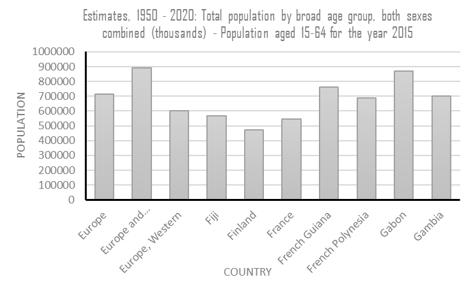 Estimates, 1950 - 2020: Total population by broad age group, both sexes
combined (thousands) - Population aged 15-64 for the year 2015
1000000
900000
800000
700000
600000
500000
400000
300000
200000
100000
0
POPULATION
Europe
Europe and...
Europe, Western
Fiji
Finland
France
French Guiana
French Polynesia
Gabon
Gambia
COUNTRY